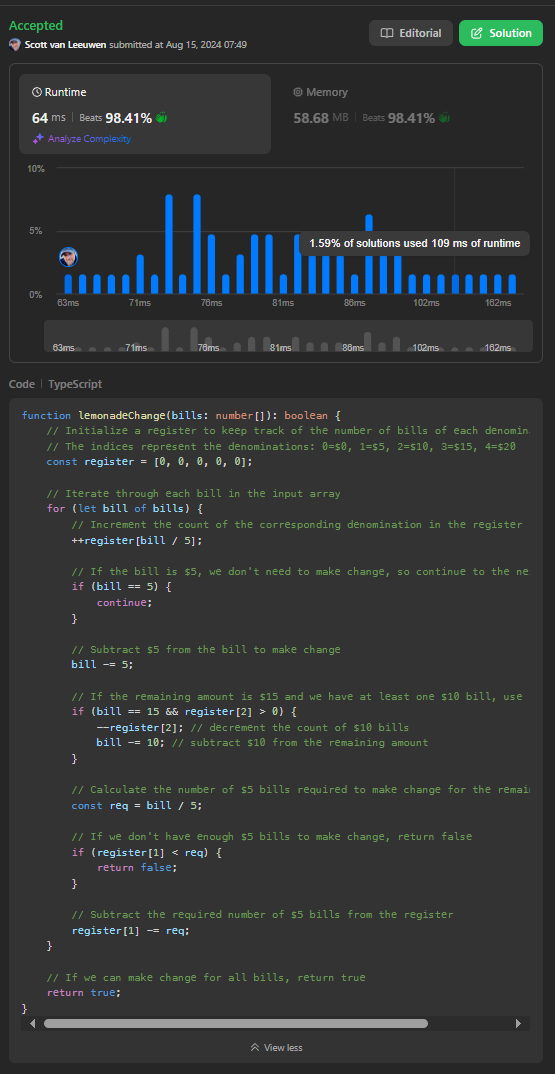 Accepted
Scott van Leeuwen submitted at Aug 15, 2024 07:49
Editorial
Solution
Runtime
64 ms | Beats 98.41%
Analyze Complexity
Memory
58.68 MB | Beats 98.41%
10%
5%
0%
1.59% of solutions used 109 ms of runtime
63ms 71ms 76ms 81ms 86ms 102ms 162ms
63ms 71ms 76ms 81ms 86ms 102ms 162ms
Code | TypeScript
function lemonadeChange(bills: number[]): boolean {
    // Initialize a register to keep track of the number of bills of each denomin
    // The indices represent the denominations: 0=$0, 1=$5, 2=$10, 3=$15, 4=$20
    const register = [0, 0, 0, 0, 0];

    // Iterate through each bill in the input array
    for (let bill of bills) {
        // Increment the count of the corresponding denomination in the register
        ++register[bill / 5];

        // If the bill is $5, we don't need to make change, so continue to the ne
        if (bill == 5) {
            continue;
        }

        // Subtract $5 from the bill to make change
        bill -= 5;

        // If the remaining amount is $15 and we have at least one $10 bill, use
        if (bill == 15 && register[2] > 0) {
            --register[2]; // decrement the count of $10 bills
            bill -= 10; // subtract $10 from the remaining amount
        }

        // Calculate the number of $5 bills required to make change for the remai
        const req = bill / 5;

        // If we don't have enough $5 bills to make change, return false
        if (register[1] < req) {
            return false;
        }

        // Subtract the required number of $5 bills from the register
        register[1] -= req;
    }

    // If we can make change for all bills, return true
    return true;
}
View less